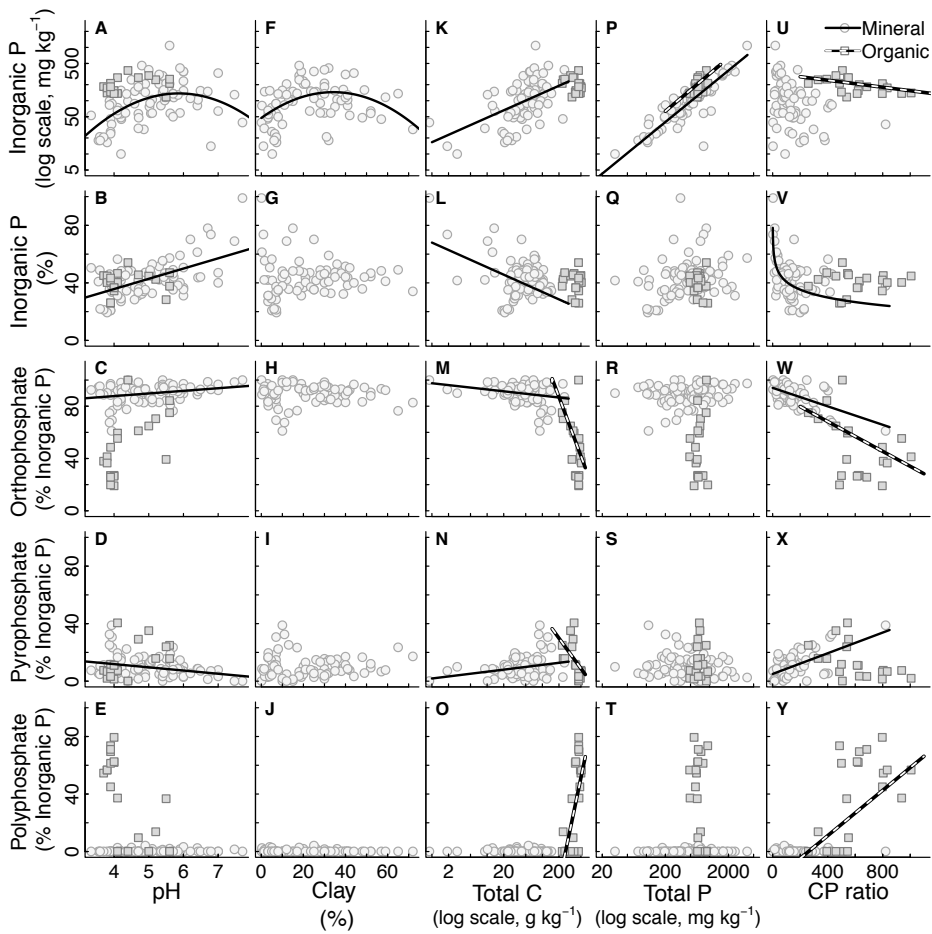 A F K P U
Mineral
Organic
Inorganic P
(log scale, mg kg⁻¹)
500
50
5
B G L Q V
Inorganic P
(%)
80
40
0
C H M R W
Orthophosphate
(% Inorganic P)
80
40
0
D I N S X
Pyrophosphate
(% Inorganic P)
80
40
0
E J O T Y
Polyphosphate
(% Inorganic P)
80
40
0
4 5 6 7 0 20 40 60 2 20 200 20 200 2000 0 400 800
pH Clay Total C Total P CP ratio
(%) (log scale, g kg⁻¹) (log scale, mg kg⁻¹)